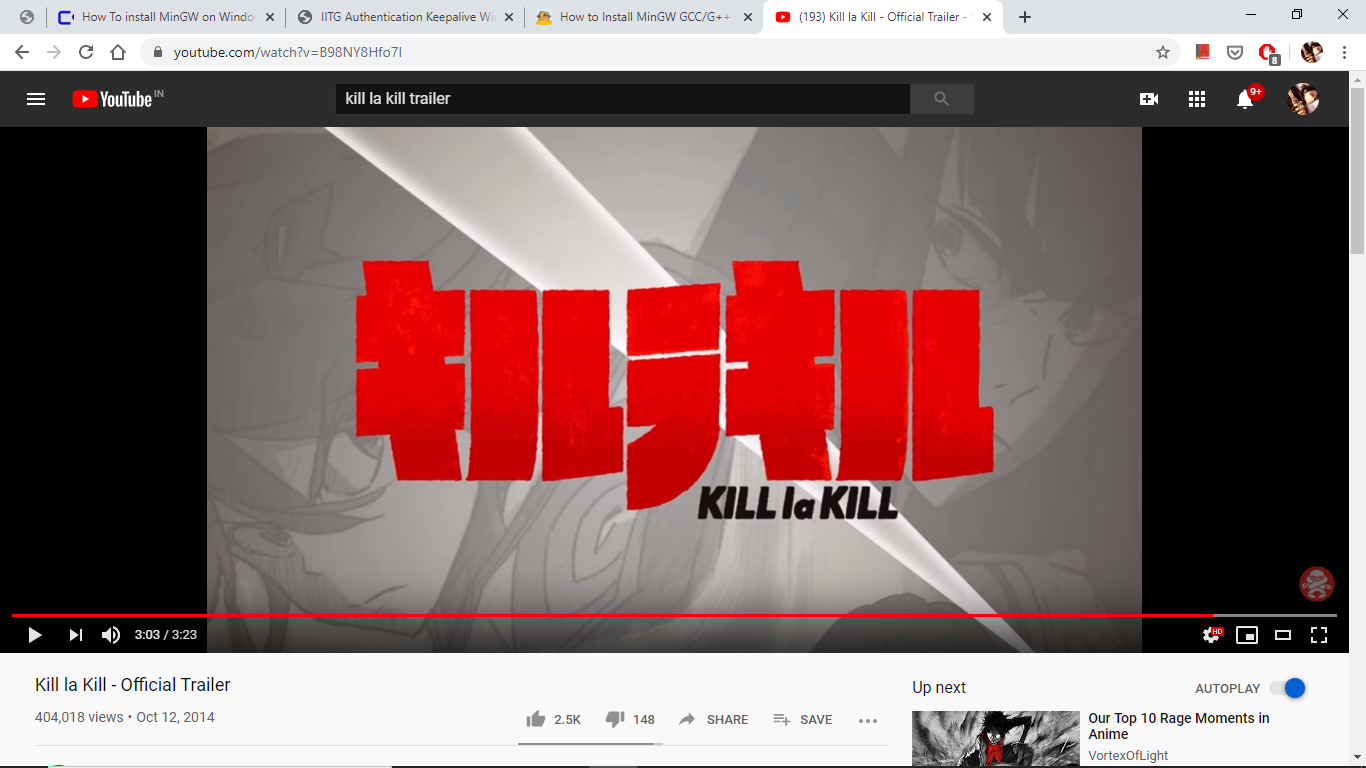 How To install MinGW on Windo
IITG Authentication Keepalive Wi
How to Install MinGW GCC/G++
(193) Kill la Kill - Official Trailer -
youtube.com/watch?v=B98NY8Hfo7I
8
YouTube IN
kill la kill trailer
9+
キルラキル
KILL la KILL
3:03 / 3:23
HD
Kill la Kill - Official Trailer
404,018 views • Oct 12, 2014
2.5K
148
SHARE
SAVE
Up next
AUTOPLAY
Our Top 10 Rage Moments in
Anime
VortexOfLight